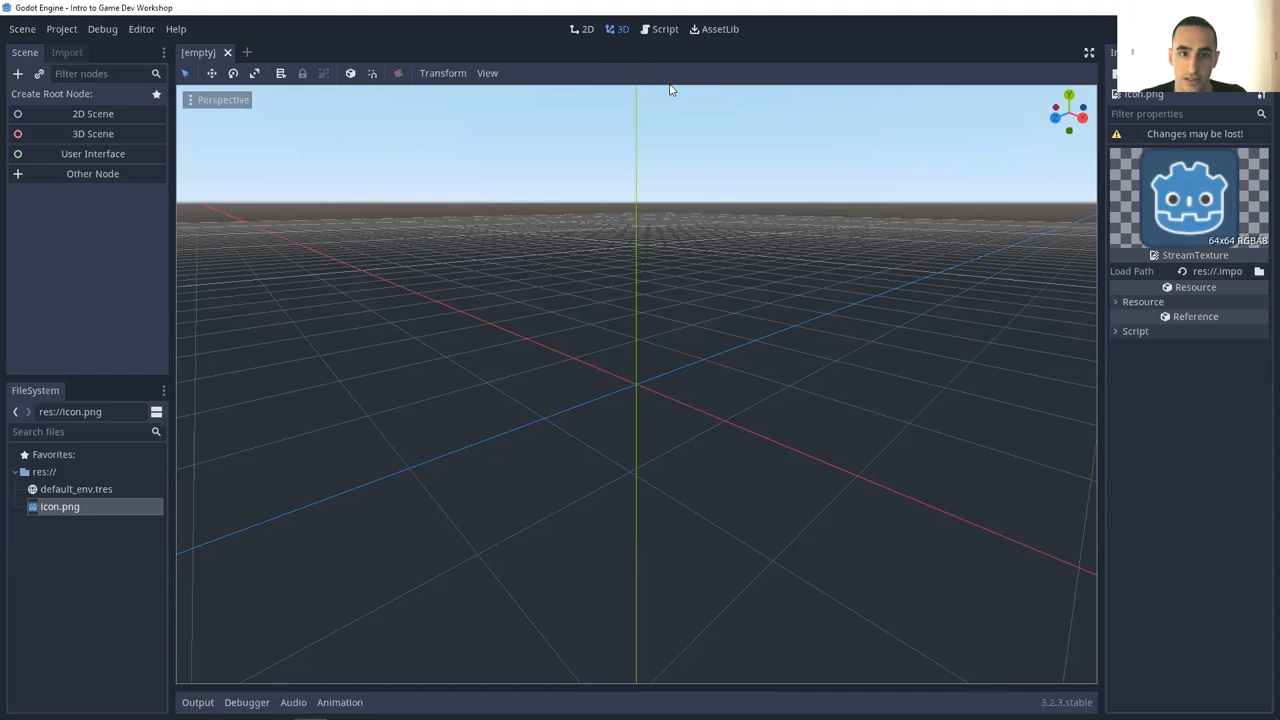 Godot Engine - Intro to Game Dev Workshop
Scene Project Debug Editor Help
2D 3D Script AssetLib
Scene Import
[empty]
Filter nodes
Transform View
Create Root Node:
2D Scene
3D Scene
User Interface
Other Node
Perspective
Y
Z
X
icon.png
Filter properties
Changes may be lost!
64x64 RGBA8
StreamTexture
Load Path res://.impo
Resource
Resource
Reference
Script
FileSystem
res://icon.png
Search files
Favorites:
res://
default_env.tres
icon.png
Output Debugger Audio Animation
3.2.3.stable